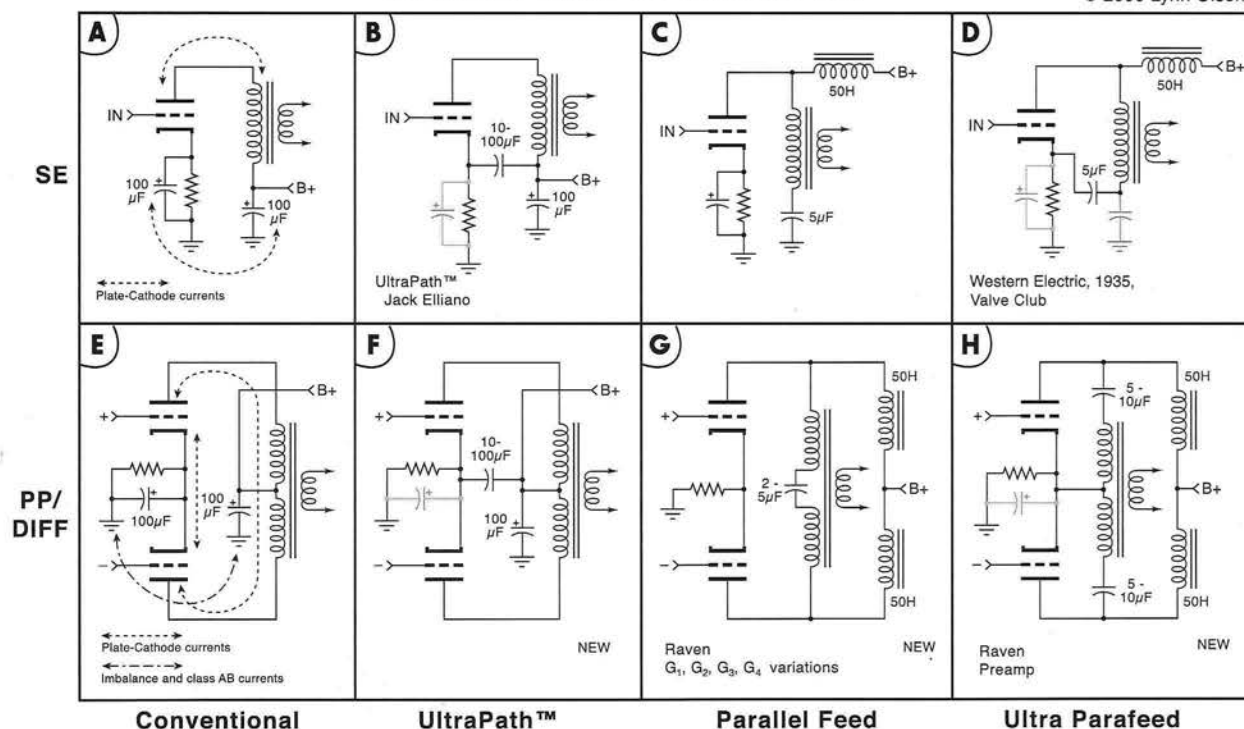 A
IN
100
µF
B+
100
µF
Plate-Cathode currents
B
IN
10-
100µF
B+
100
µF
UltraPath™
Jack Elliano
C
50H
B+
IN
5µF
D
50H
B+
IN
5µF
Western Electric, 1935,
Valve Club
SE
E
B+
+
100
µF
100µF
–
Plate-Cathode currents
Imbalance and class AB currents
F
B+
+
10-
100µF
100
µF
–
NEW
G
50H
+
2 -
5µF
B+
–
50H
Raven
NEW
G₁, G₂, G₃, G₄ variations
H
50H
5 -
10µF
+
B+
–
5 -
10µF
50H
Raven
NEW
Preamp
PP/
DIFF
Conventional
UltraPath™
Parallel Feed
Ultra Parafeed